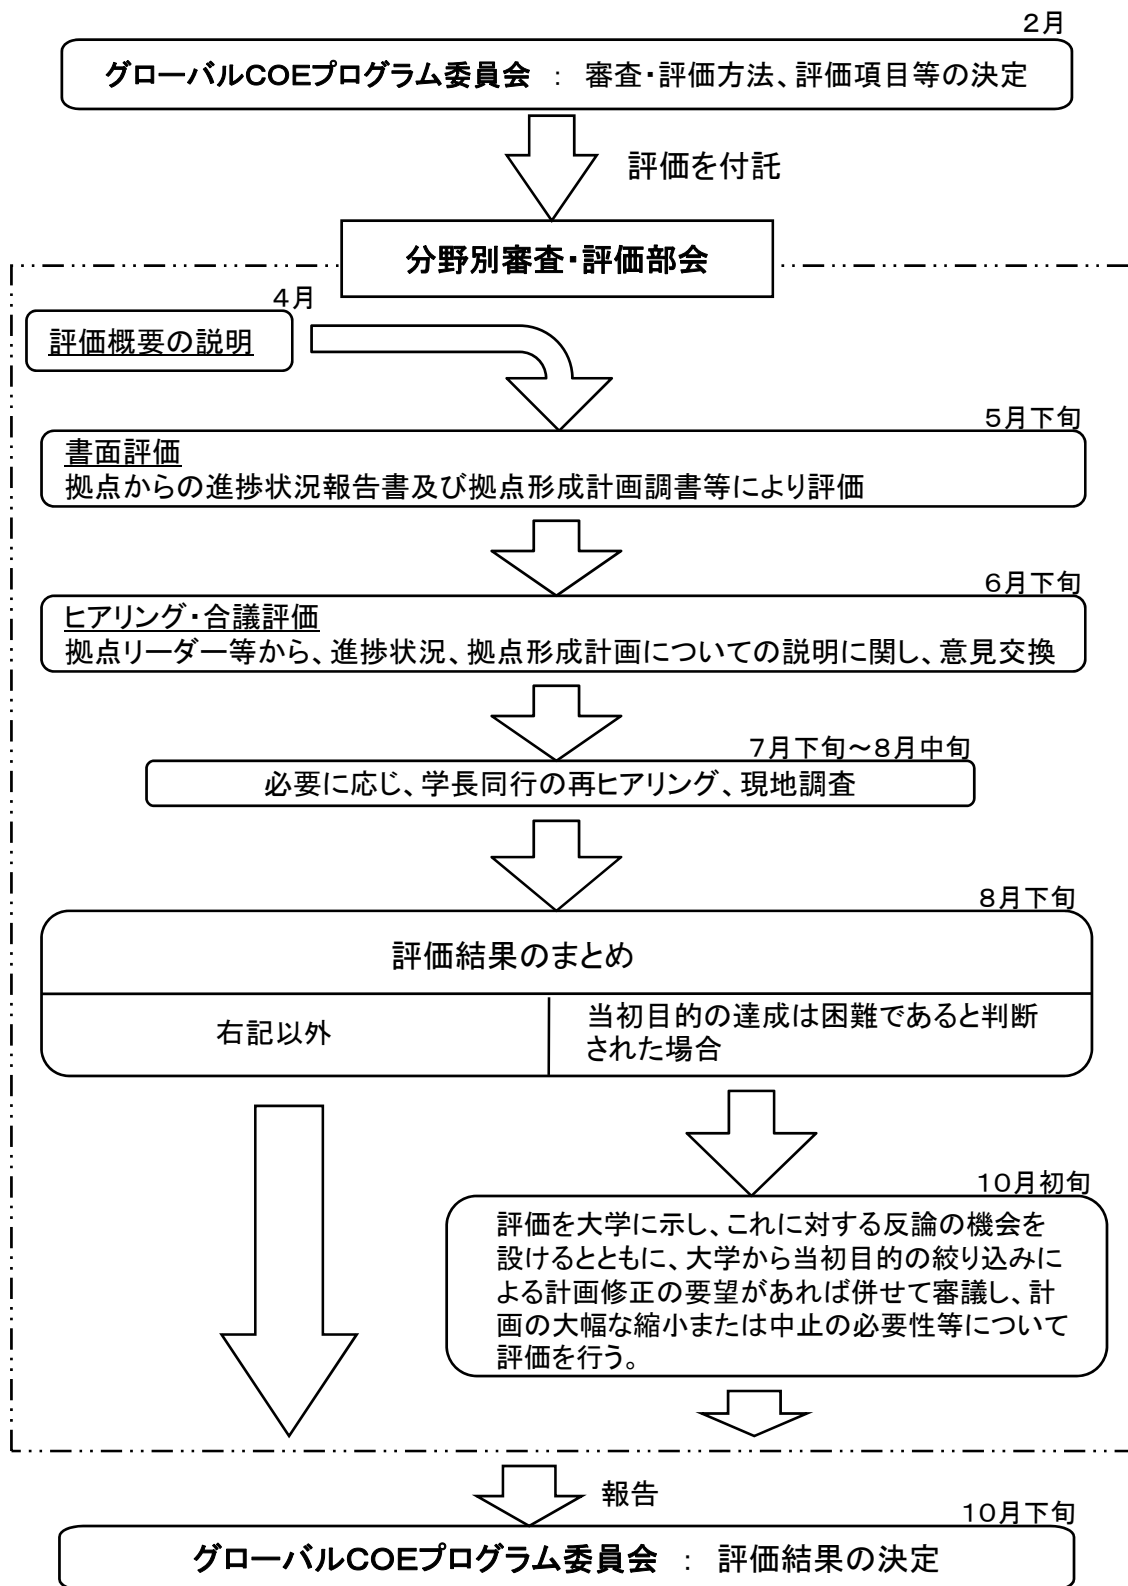 2月
グローバルCOEプログラム委員会 : 審査・評価方法、評価項目等の決定
評価を付託
分野別審査・評価部会
4月
評価概要の説明
5月下旬
書面評価
拠点からの進捗状況報告書及び拠点形成計画調書等により評価
6月下旬
ヒアリング・合議評価
拠点リーダー等から、進捗状況、拠点形成計画についての説明に関し、意見交換
7月下旬～8月中旬
必要に応じ、学長同行の再ヒアリング、現地調査
8月下旬
評価結果のまとめ
右記以外
当初目的の達成は困難であると判断
された場合
10月初旬
評価を大学に示し、これに対する反論の機会を
設けるとともに、大学から当初目的の絞り込みに
よる計画修正の要望があれば併せて審議し、計
画の大幅な縮小または中止の必要性等について
評価を行う。
報告
10月下旬
グローバルCOEプログラム委員会 : 評価結果の決定